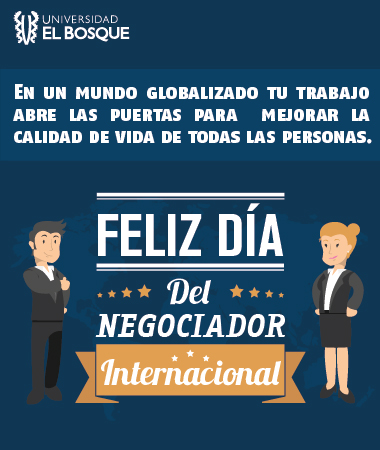 UNIVERSIDAD
EL BOSQUE
EN UN MUNDO GLOBALIZADO TU TRABAJO
ABRE LAS PUERTAS PARA MEJORAR LA
CALIDAD DE VIDA DE TODAS LAS PERSONAS.
FELIZ DÍA
Del
NEGOCIADOR
Internacional